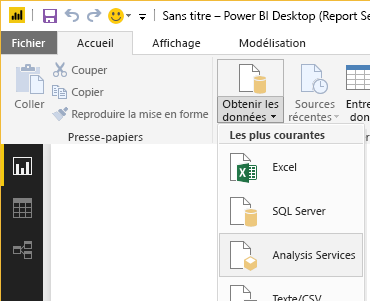 Sans titre – Power BI Desktop (Report Se
Fichier Accueil Affichage Modélisation
Coller
Couper
Copier
Reproduire la mise en forme
Presse-papiers
Obtenir les
données
Sources
récentes
Entre
don
Les plus courantes
Excel
SQL Server
Analysis Services
Texte/CSV